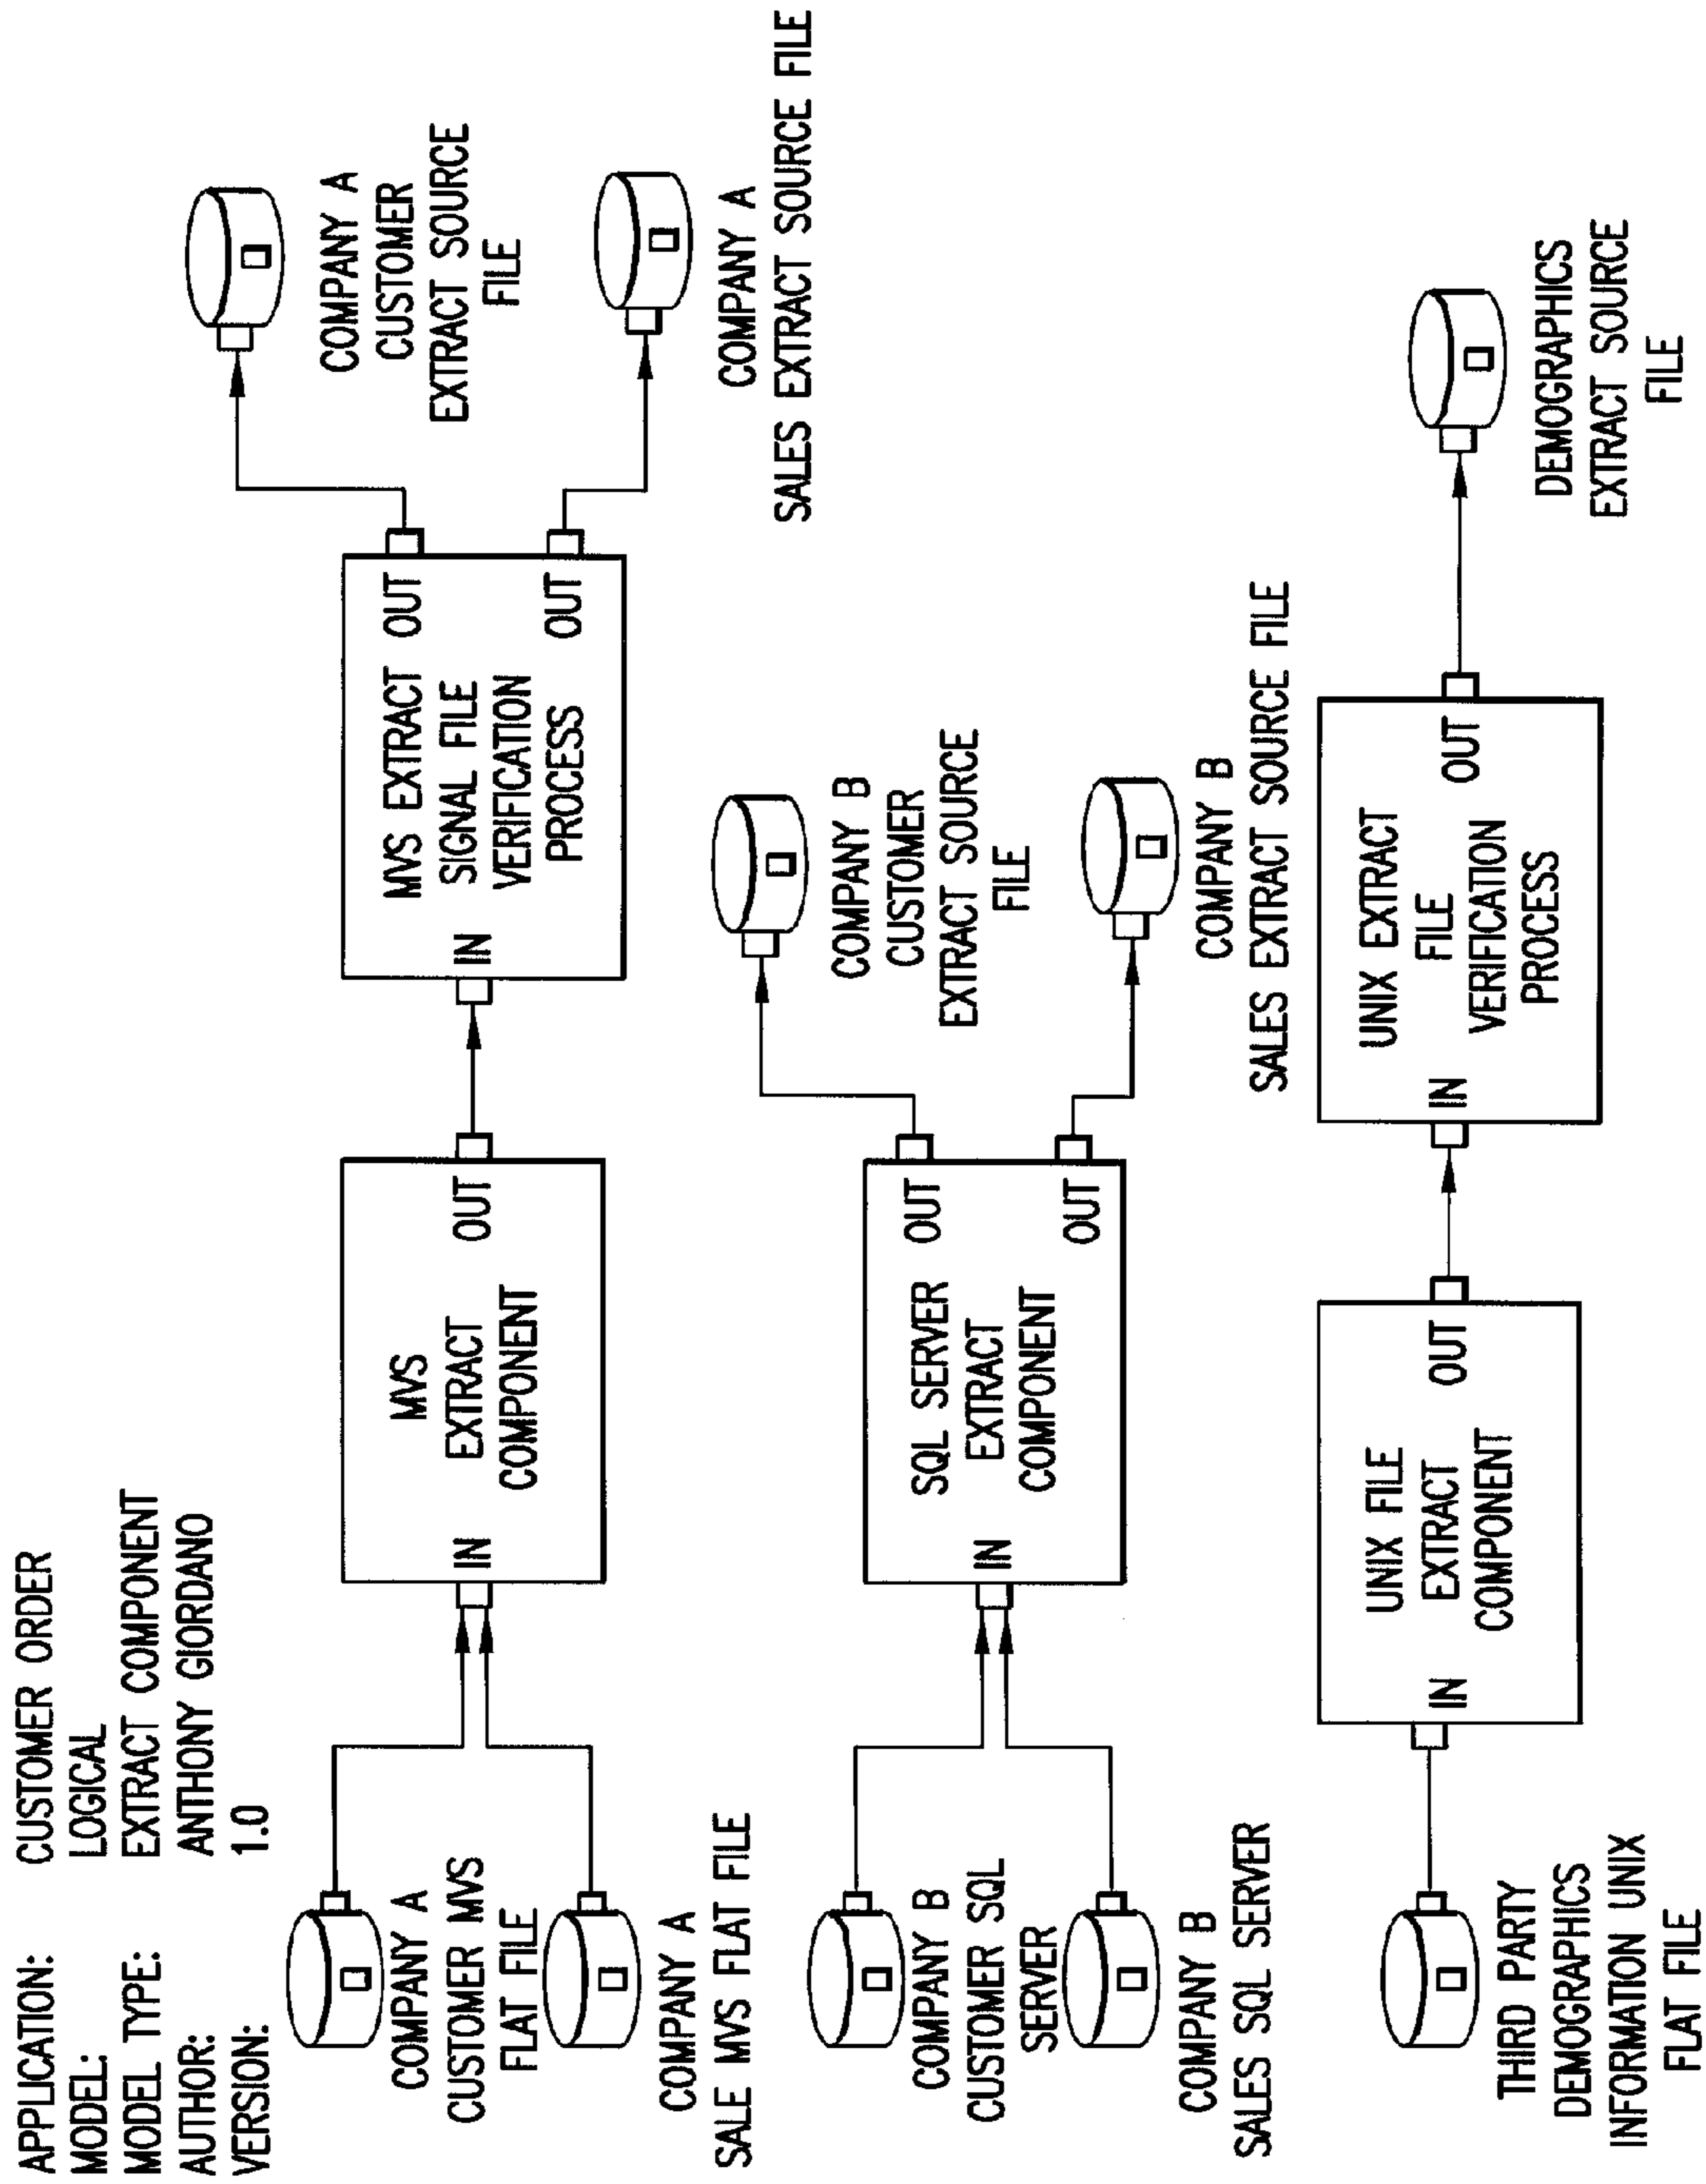 APPLICATION: CUSTOMER ORDER
MODEL: LOGICAL
MODEL TYPE: EXTRACT COMPONENT
AUTHOR: ANTHONY GIORDANO
VERSION: 1.0
COMPANY A
CUSTOMER MVS
FLAT FILE
COMPANY A
SALE MVS FLAT FILE
IN
MVS
EXTRACT
COMPONENT
OUT
IN
MVS EXTRACT
SIGNAL FILE
VERIFICATION
PROCESS
OUT
OUT
COMPANY A
CUSTOMER
EXTRACT SOURCE
FILE
COMPANY A
SALES EXTRACT SOURCE FILE
COMPANY B
CUSTOMER SQL
SERVER
COMPANY B
SALES SQL SERVER
IN
SQL SERVER
EXTRACT
COMPONENT
OUT
OUT
COMPANY B
CUSTOMER
EXTRACT SOURCE
FILE
COMPANY B
SALES EXTRACT SOURCE FILE
THIRD PARTY
DEMOGRAPHICS
INFORMATION UNIX
FLAT FILE
IN
UNIX FILE
EXTRACT
COMPONENT
OUT
IN
UNIX EXTRACT
FILE
VERIFICATION
PROCESS
OUT
DEMOGRAPHICS
EXTRACT SOURCE
FILE